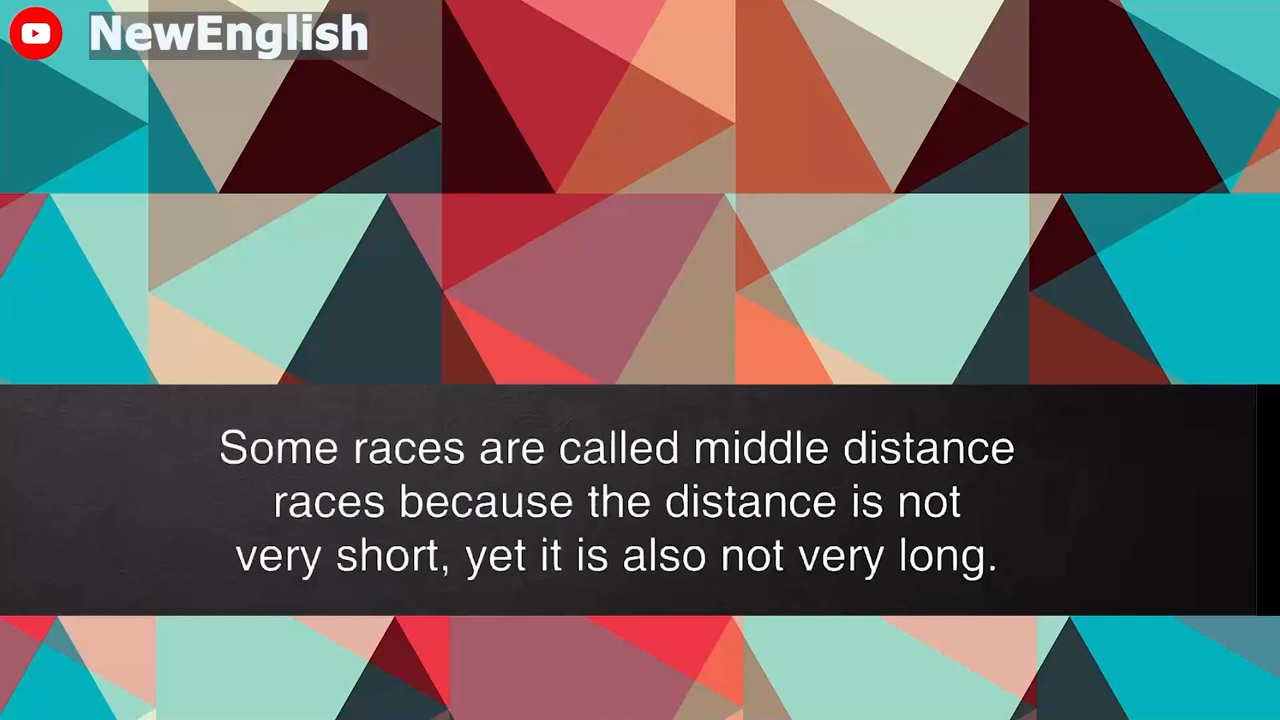 NewEnglish
Some races are called middle distance
races because the distance is not
very short, yet it is also not very long.